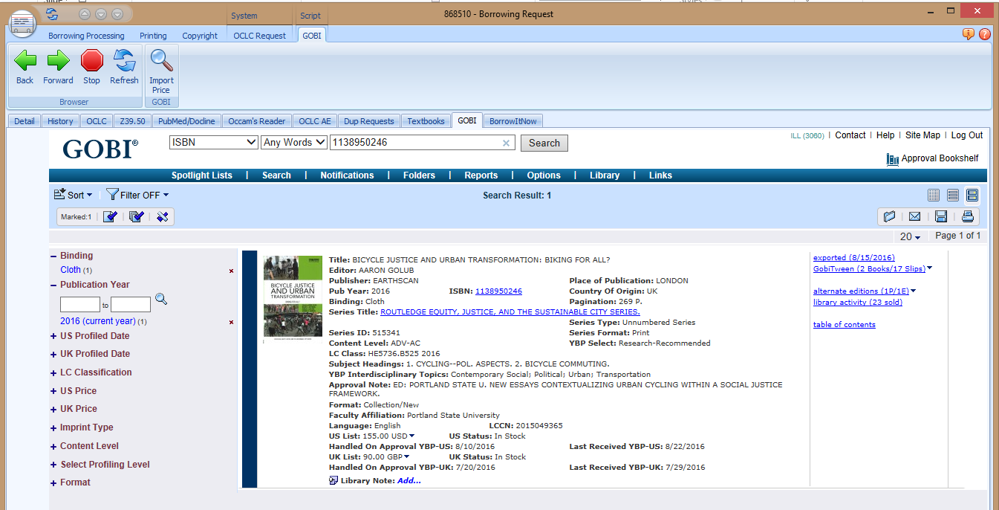 System Script 868510 - Borrowing Request
Borrowing Processing Printing Copyright OCLC Request GOBI
Back Forward Stop Refresh Import Price
Browser GOBI
Detail History OCLC Z39.50 PubMed/Docline Occam's Reader OCLC AE Dup Requests Textbooks GOBI BorrowItNow
GOBI® ISBN Any Words 1138950246 Search
ILL (3060) | Contact | Help | Site Map | Log Out
Approval Bookshelf
Spotlight Lists | Search | Notifications | Folders | Reports | Options | Library | Links
Sort Filter OFF Search Result: 1
Marked:1
20 Page 1 of 1
Binding
Cloth (1)
Publication Year
to
2016 (current year) (1)
US Profiled Date
UK Profiled Date
LC Classification
US Price
UK Price
Imprint Type
Content Level
Select Profiling Level
Format
BICYCLE JUSTICE
AND URBAN
TRANSFORMATION
Title: BICYCLE JUSTICE AND URBAN TRANSFORMATION: BIKING FOR ALL?
Editor: AARON GOLUB
Publisher: EARTHSCAN Place of Publication: LONDON
Pub Year: 2016 ISBN: 1138950246 Country Of Origin: UK
Binding: Cloth Pagination: 269 P.
Series Title: ROUTLEDGE EQUITY, JUSTICE, AND THE SUSTAINABLE CITY SERIES.
Series Type: Unnumbered Series
Series ID: 515341 Series Format: Print
Content Level: ADV-AC YBP Select: Research-Recommended
LC Class: HE5736.B525 2016
Subject Headings: 1. CYCLING--POL. ASPECTS. 2. BICYCLE COMMUTING.
YBP Interdisciplinary Topics: Contemporary Social; Political; Urban; Transportation
Approval Note: ED: PORTLAND STATE U. NEW ESSAYS CONTEXTUALIZING URBAN CYCLING WITHIN A SOCIAL JUSTICE
FRAMEWORK.
Format: Collection/New
Faculty Affiliation: Portland State University
Language: English LCCN: 2015049365
US List: 155.00 USD US Status: In Stock
Handled On Approval YBP-US: 8/10/2016 Last Received YBP-US: 8/22/2016
UK List: 90.00 GBP UK Status: In Stock
Handled On Approval YBP-UK: 7/20/2016 Last Received YBP-UK: 7/29/2016
Library Note: Add...
exported (8/15/2016)
GobiTween (2 Books/17 Slips)
alternate editions (1P/1E)
library activity (23 sold)
table of contents